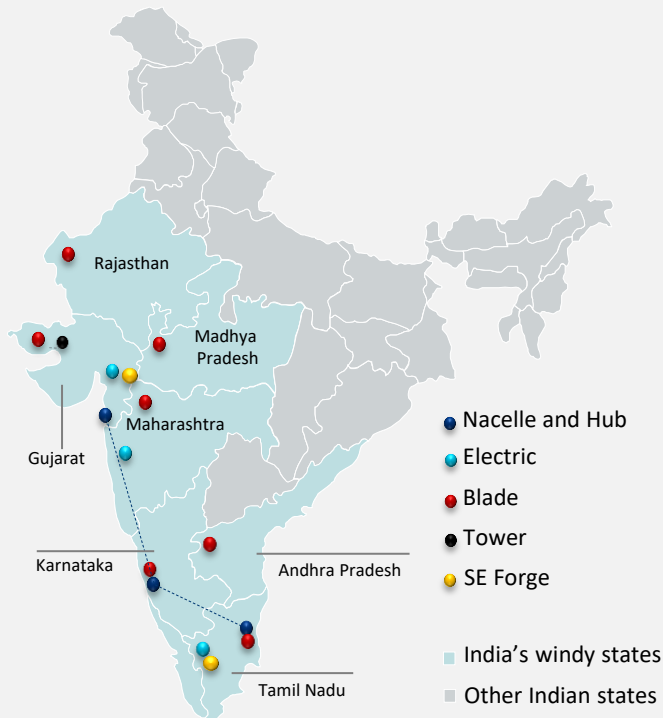 Rajasthan
Madhya
Pradesh
Maharashtra
Gujarat
Karnataka
Andhra Pradesh
Tamil Nadu
Nacelle and Hub
Electric
Blade
Tower
SE Forge
India's windy states
Other Indian states